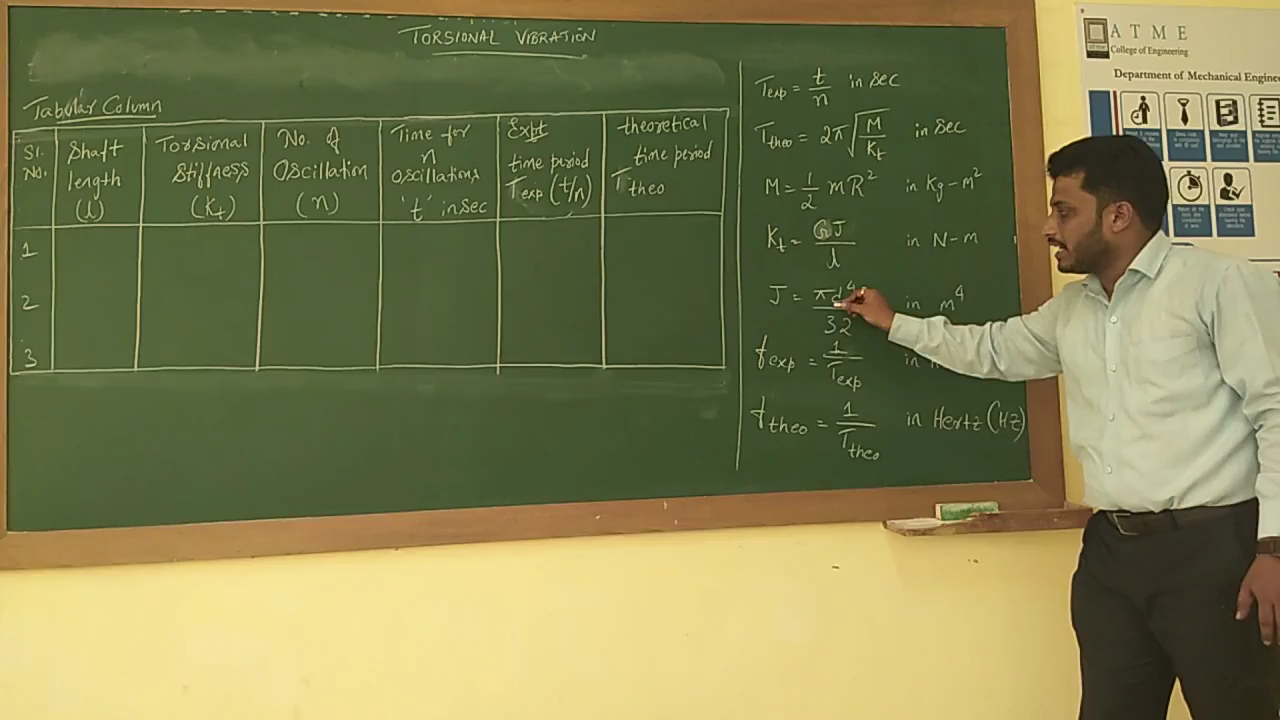 TORSIONAL VIBRATION
Tabular Column
Sl. No.
Shaft length (l)
Torsional Stiffness (Kt)
No. of Oscillation (n)
Time for n oscillations 't' in sec
Expt time period Texp (t/n)
theoretical time period Ttheo
1
2
3
Texp = t/n in sec
Ttheo = 2π√(M/Kt) in sec
M = 1/2 mR² in Kg-m²
Kt = GJ/l in N-m
J = πd⁴/32 in m⁴
fexp = 1/Texp in
ftheo = 1/Ttheo in Hertz (HZ)
ATME
College of Engineering
Department of Mechanical Engineer